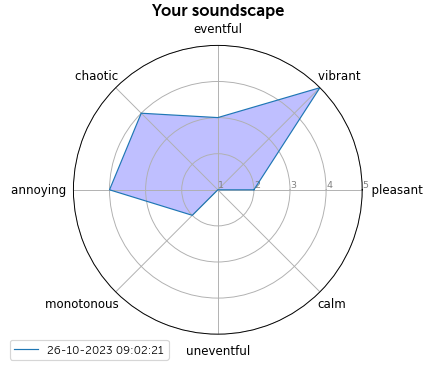 Your soundscape
eventful
chaotic
vibrant
annoying
1 2 3 4 5
pleasant
monotonous
calm
uneventful
26-10-2023 09:02:21